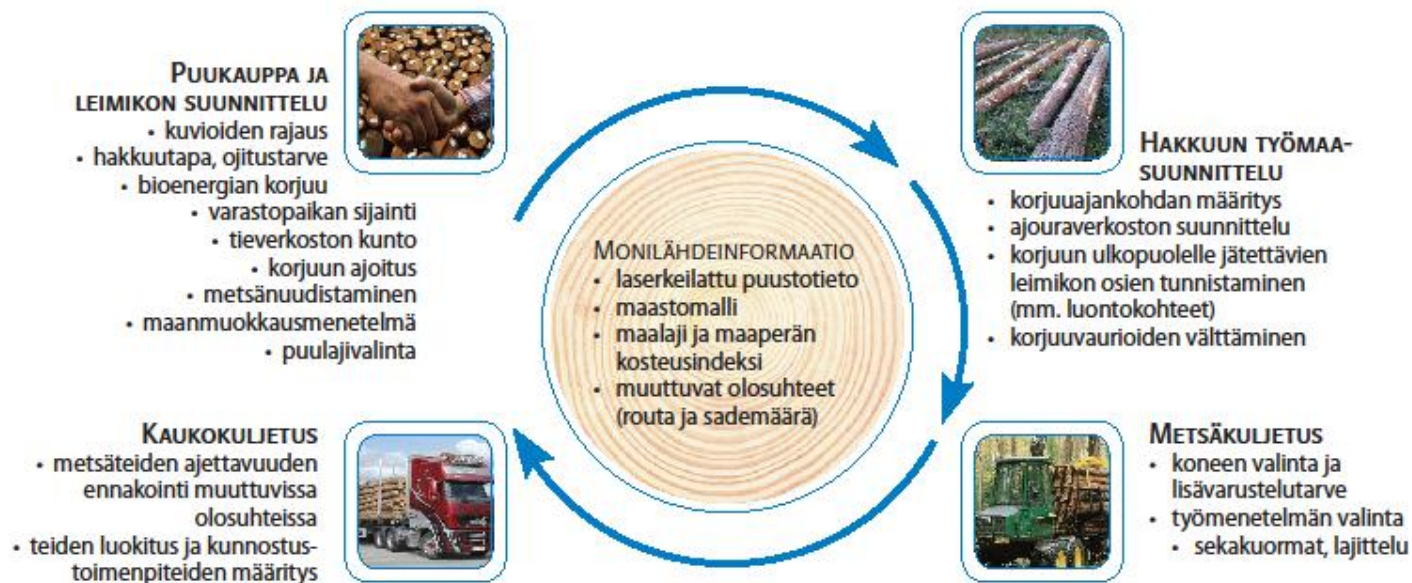 PUUKAUPPA JA
LEIMIKON SUUNNITTELU
• kuvioiden rajaus
• hakkuutapa, ojitustarve
• bioenergian korjuu
• varastopaikan sijainti
• tieverkoston kunto
• korjuun ajoitus
• metsänuudistaminen
• maanmuokkausmenetelmä
• puulajivalinta
HAKKUUN TYÖMAA-
SUUNNITTELU
• korjuuajankohdan määritys
• ajouraverkoston suunnittelu
• korjuun ulkopuolelle jätettävien
leimikon osien tunnistaminen
(mm. luontokohteet)
• korjuuvaurioiden välttäminen
MONILÄHDEINFORMAATIO
• laserkeilattu puustotieto
• maastomalli
• maalaji ja maaperän
kosteusindeksi
• muuttuvat olosuhteet
(routa ja sademäärä)
KAUKOKULJETUS
• metsäteiden ajettavuuden
ennakointi muuttuvissa
olosuhteissa
• teiden luokitus ja kunnostus-
toimenpiteiden määritys
METSÄKULJETUS
• koneen valinta ja
lisävarustelutarve
• työmenetelmän valinta
• sekakuormat, lajittelu